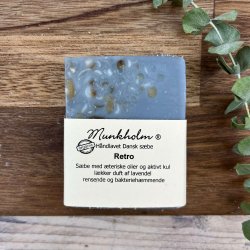 Munkholm ®
Håndlavet Dansk sæbe
Retro
Sæbe med æteriske olier og aktivt kul
lækker duft af lavendel
rensende og bakteriehæmmende